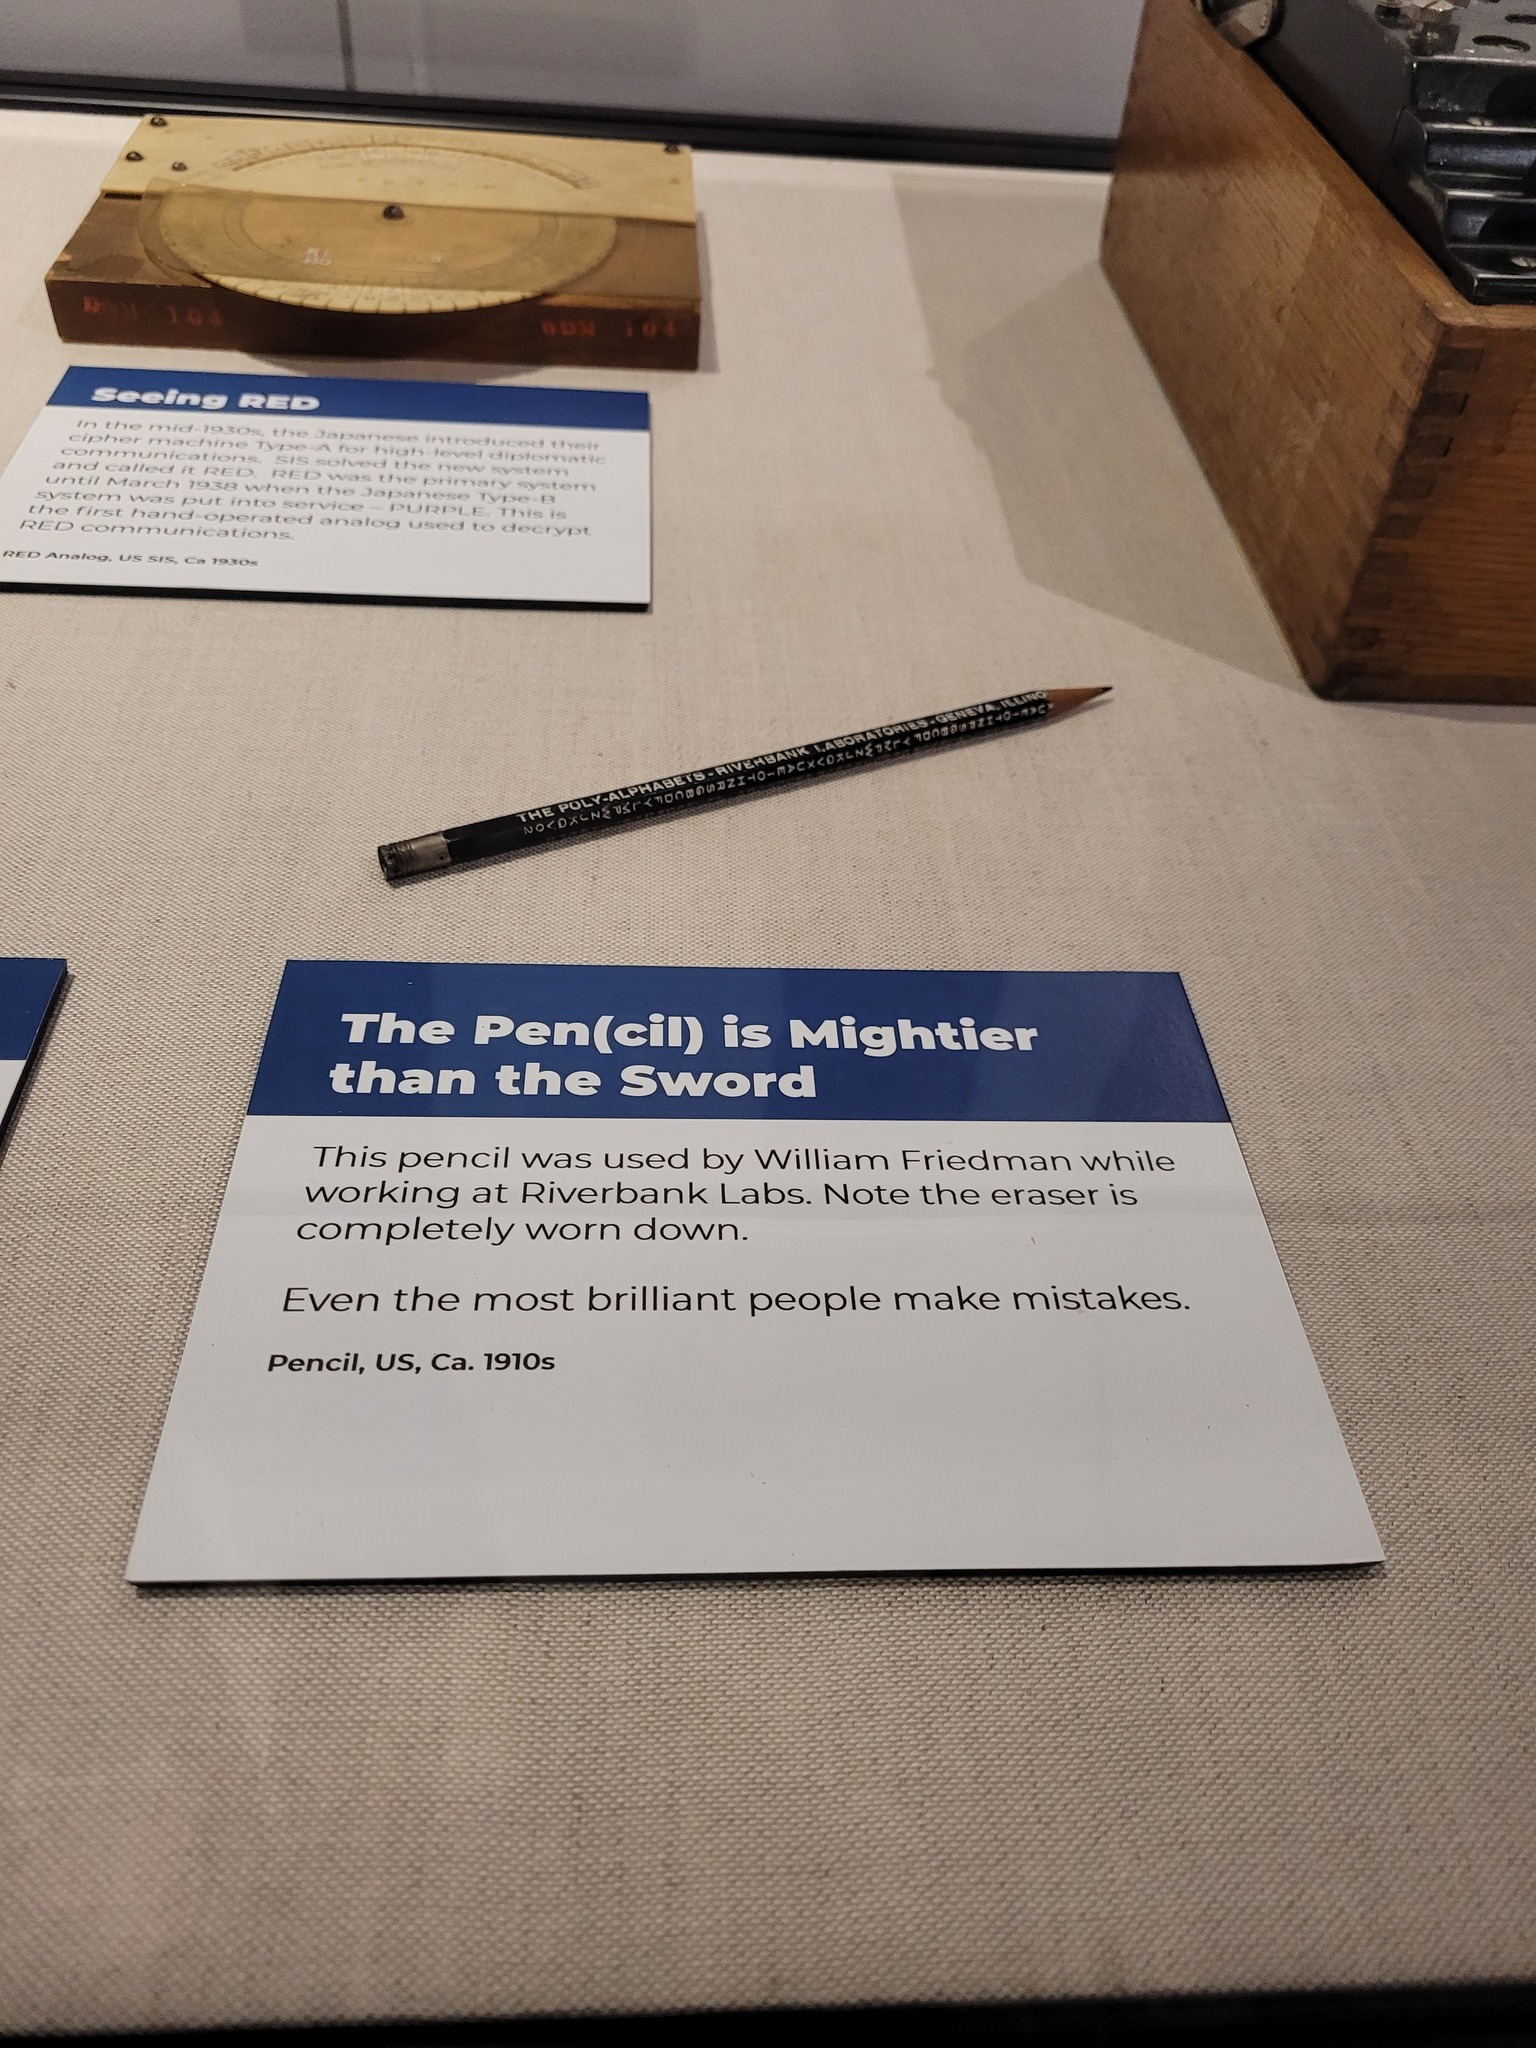 RSM 104
Seeing RED
In the mid-1930s, the Japanese introduced their
cipher machine Type-A for high-level diplomatic
communications. SIS solved the new system
and called it RED. RED was the primary system
until March 1938 when the Japanese Type-B
system was put into service – PURPLE. This is
the first hand-operated analog used to decrypt
RED communications.
RED Analog, US SIS, Ca 1930s
THE POLY-ALPHABETS - RIVERBANK LABORATORIES - GENEVA, ILLINO
The Pen(cil) is Mightier
than the Sword
This pencil was used by William Friedman while
working at Riverbank Labs. Note the eraser is
completely worn down.
Even the most brilliant people make mistakes.
Pencil, US, Ca. 1910s